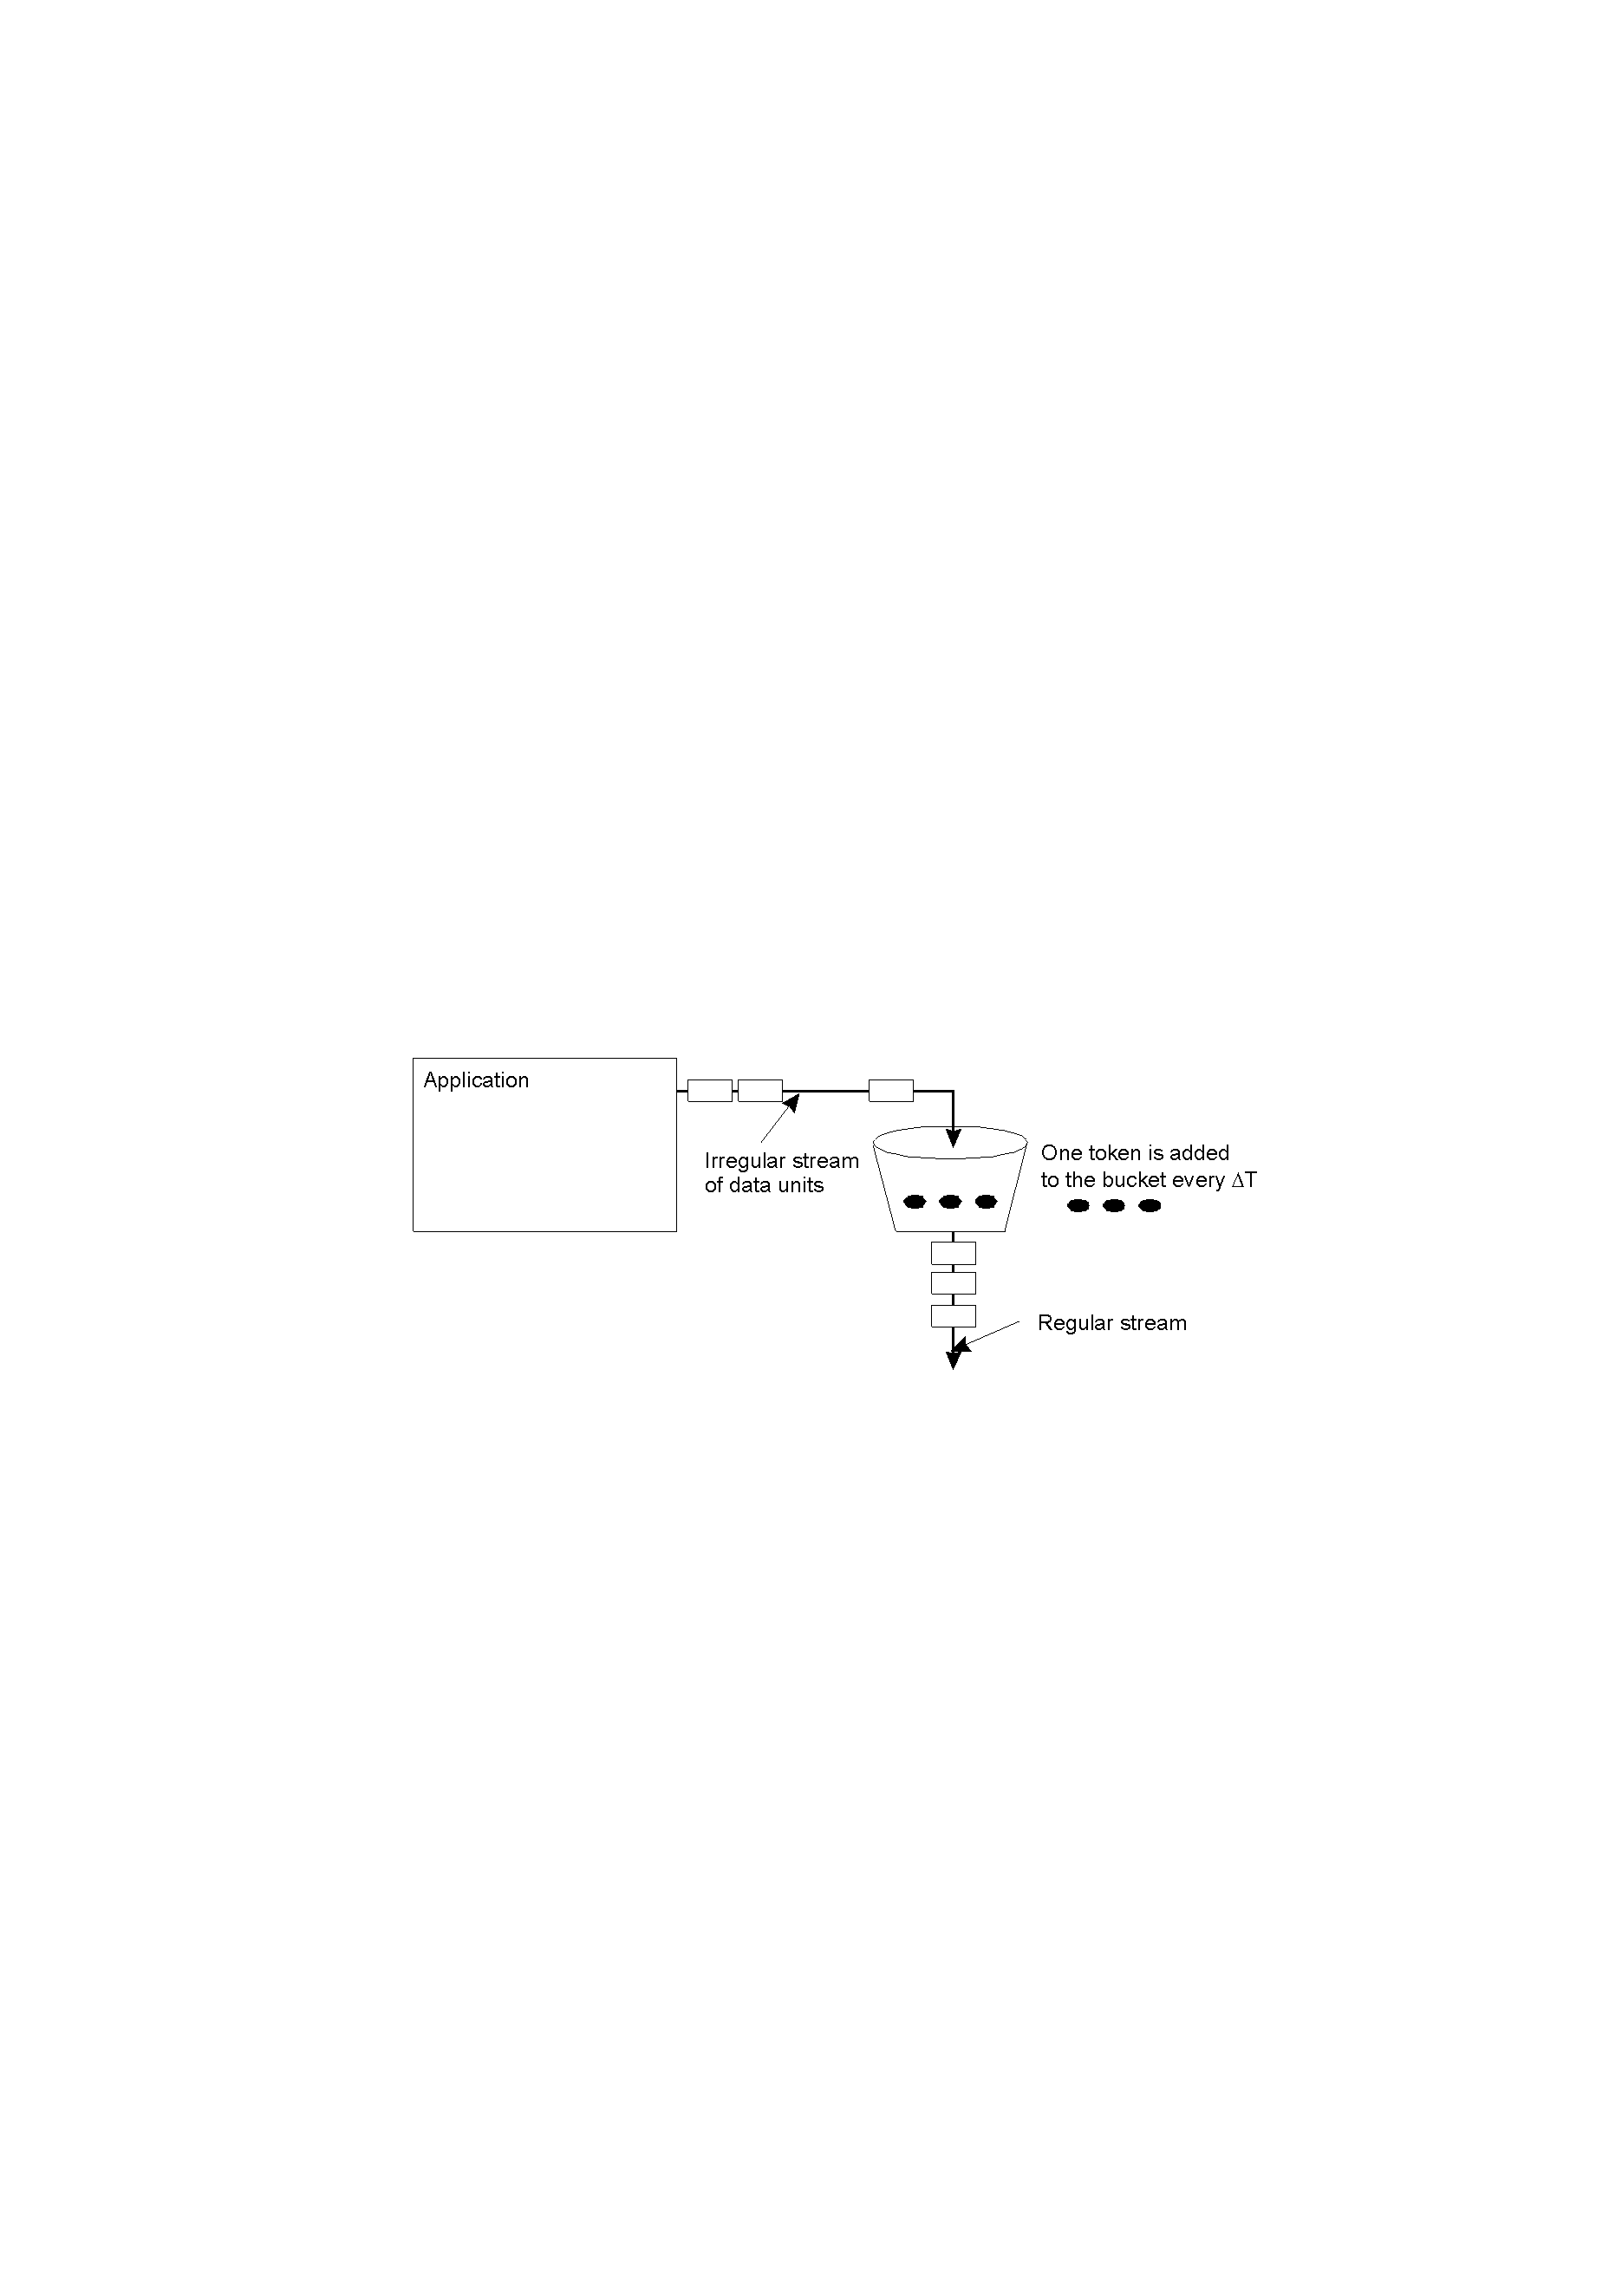 Application
Irregular stream
of data units
One token is added
to the bucket every ΔT
Regular stream